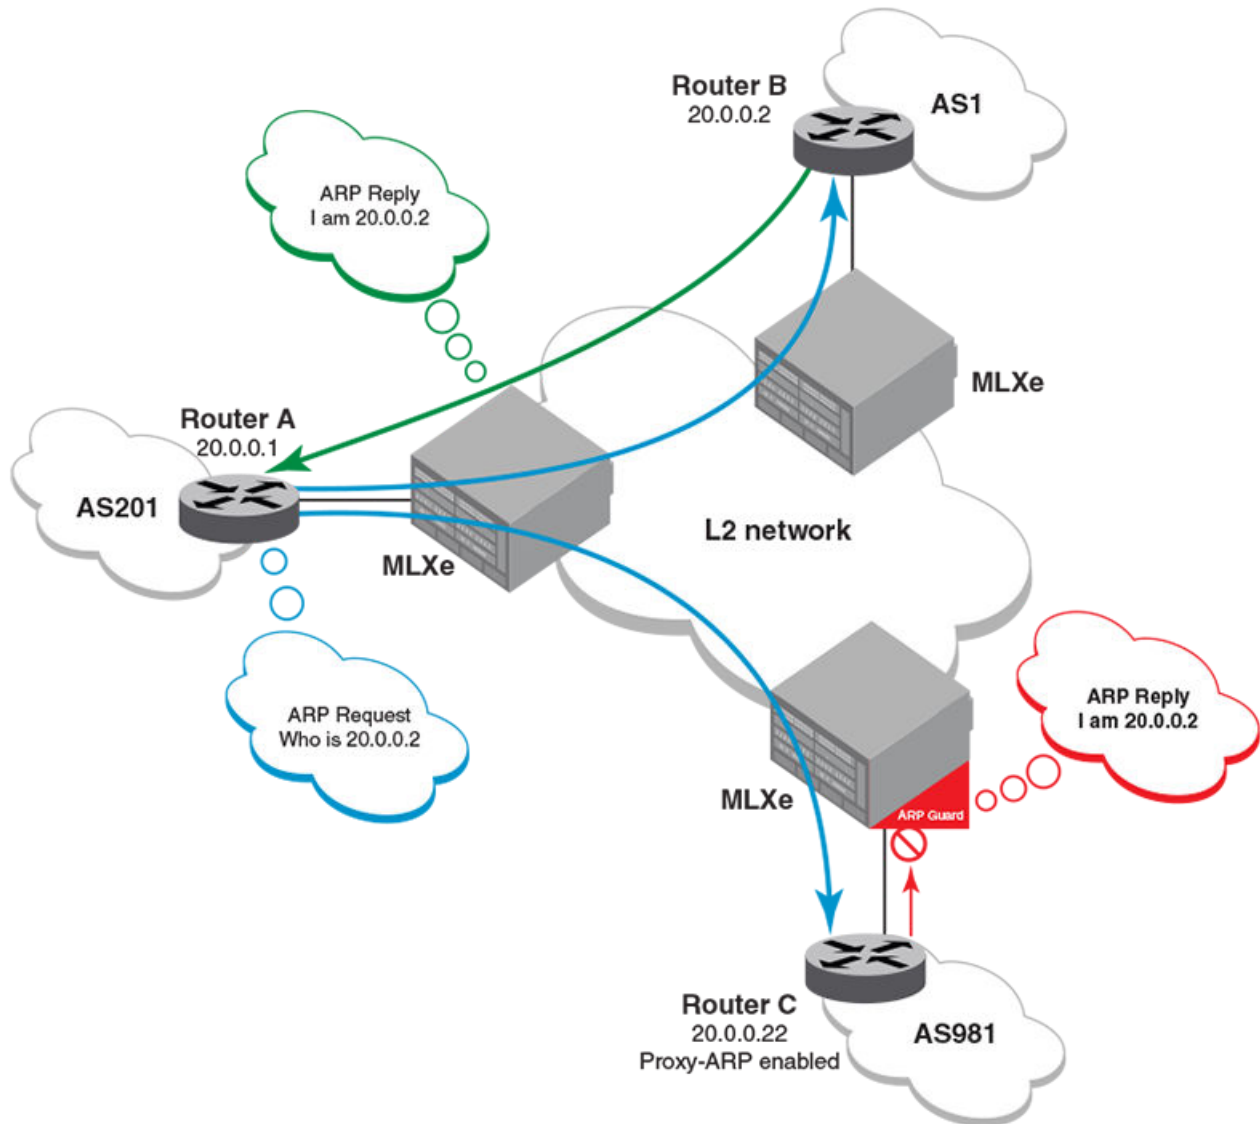 Router B
20.0.0.2
AS1
ARP Reply
I am 20.0.0.2
MLXe
Router A
20.0.0.1
AS201
MLXe
L2 network
ARP Request
Who is 20.0.0.2
ARP Reply
I am 20.0.0.2
MLXe
ARP Guard
Router C
20.0.0.22
Proxy-ARP enabled
AS981